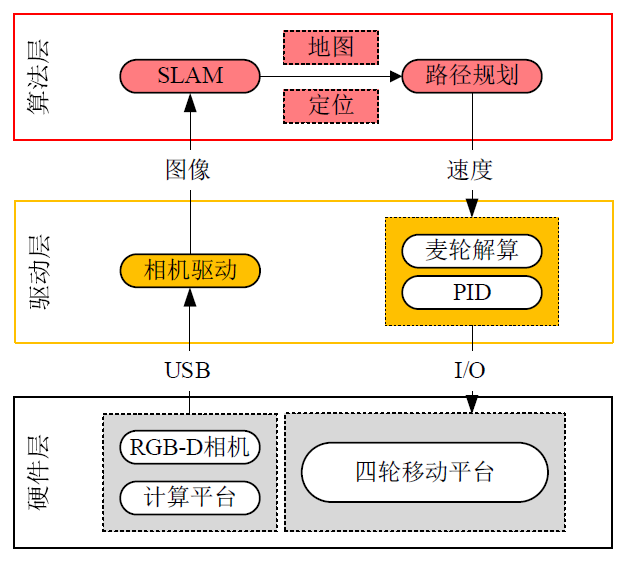 算法层
SLAM
地图
定位
路径规划
图像
速度
驱动层
相机驱动
麦轮解算
PID
USB
I/O
硬件层
RGB-D相机
计算平台
四轮移动平台